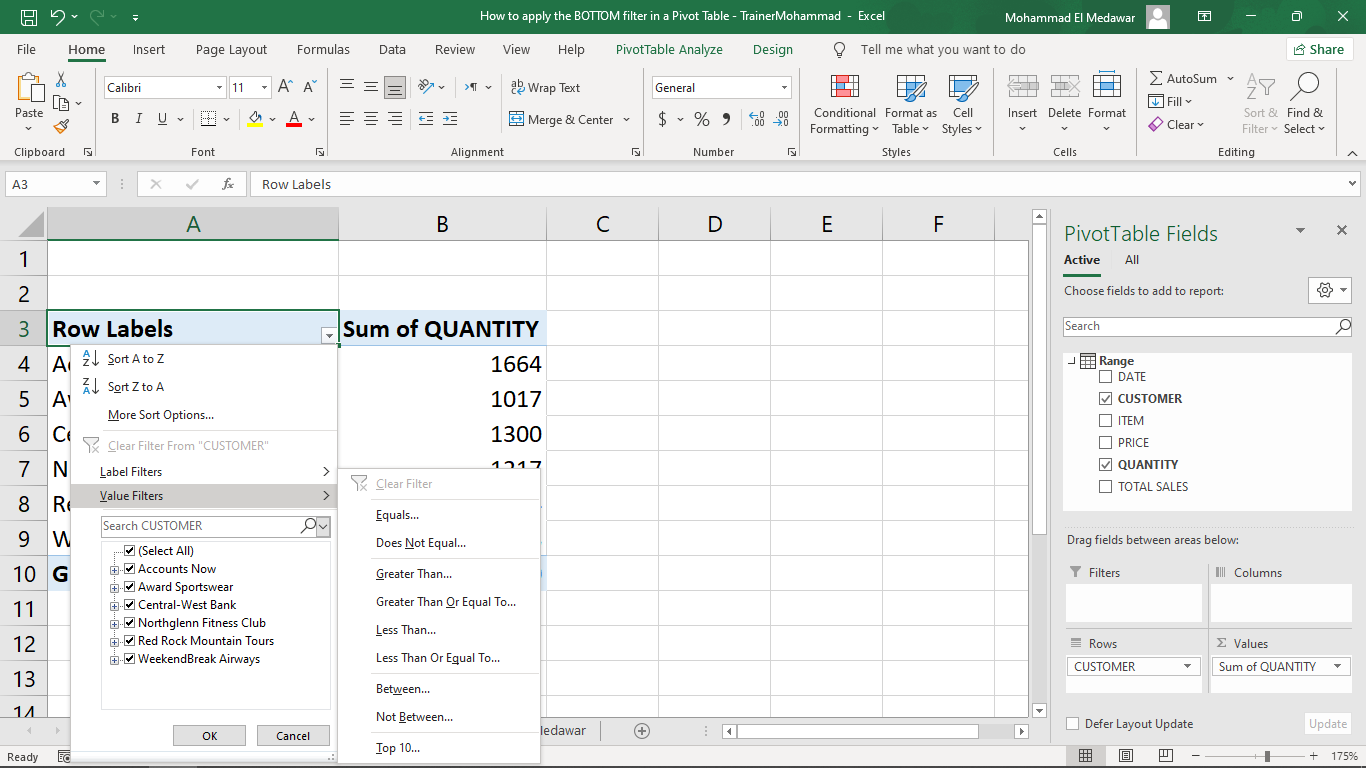 How to apply the BOTTOM filter in a Pivot Table - TrainerMohammad - Excel
Mohammad El Medawar
File Home Insert Page Layout Formulas Data Review View Help PivotTable Analyze Design Tell me what you want to do Share
Paste
Calibri 11
B I U
A A
Wrap Text
Merge & Center
General
$ % 9
Conditional Formatting
Format as Table
Cell Styles
Insert
Delete
Format
AutoSum
Fill
Clear
Sort & Filter
Find & Select
Clipboard Font Alignment Number Styles Cells Editing
A3 fx Row Labels
A B C D E F
1
2
3 Row Labels Sum of QUANTITY
4 1664
5 1017
6 1300
7
8
9
10
11
12
13
14
Sort A to Z
Sort Z to A
More Sort Options...
Clear Filter From "CUSTOMER"
Label Filters
Value Filters
Search CUSTOMER
(Select All)
Accounts Now
Award Sportswear
Central-West Bank
Northglenn Fitness Club
Red Rock Mountain Tours
WeekendBreak Airways
OK Cancel
Clear Filter
Equals...
Does Not Equal...
Greater Than...
Greater Than Or Equal To...
Less Than...
Less Than Or Equal To...
Between...
Not Between...
Top 10...
edawar
PivotTable Fields
Active All
Choose fields to add to report:
Search
Range
DATE
CUSTOMER
ITEM
PRICE
QUANTITY
TOTAL SALES
Drag fields between areas below:
Filters Columns
Rows Values
CUSTOMER Sum of QUANTITY
Defer Layout Update Update
Ready
175%